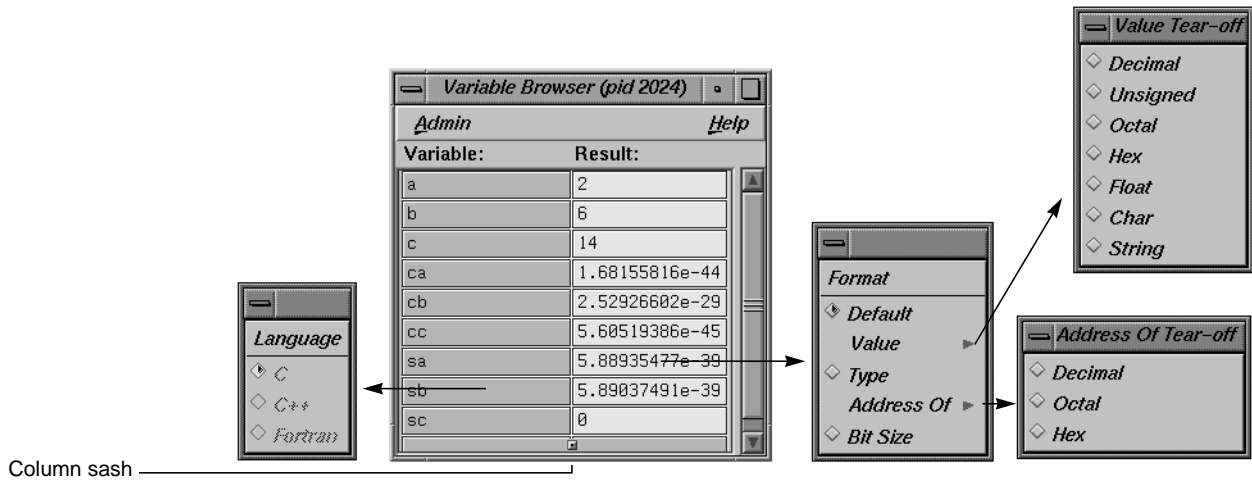 Value Tear-off
Decimal
Unsigned
Octal
Hex
Float
Char
String
Variable Browser (pid 2024)
Admin Help
Variable: Result:
a 2
b 6
c 14
ca 1.68155816e-44
cb 2.52926602e-29
cc 5.60519386e-45
sa 5.88935477e-39
sb 5.89037491e-39
sc 0
Language
C
C++
Fortran
Format
Default
Value
Type
Address Of
Bit Size
Address Of Tear-off
Decimal
Octal
Hex
Column sash